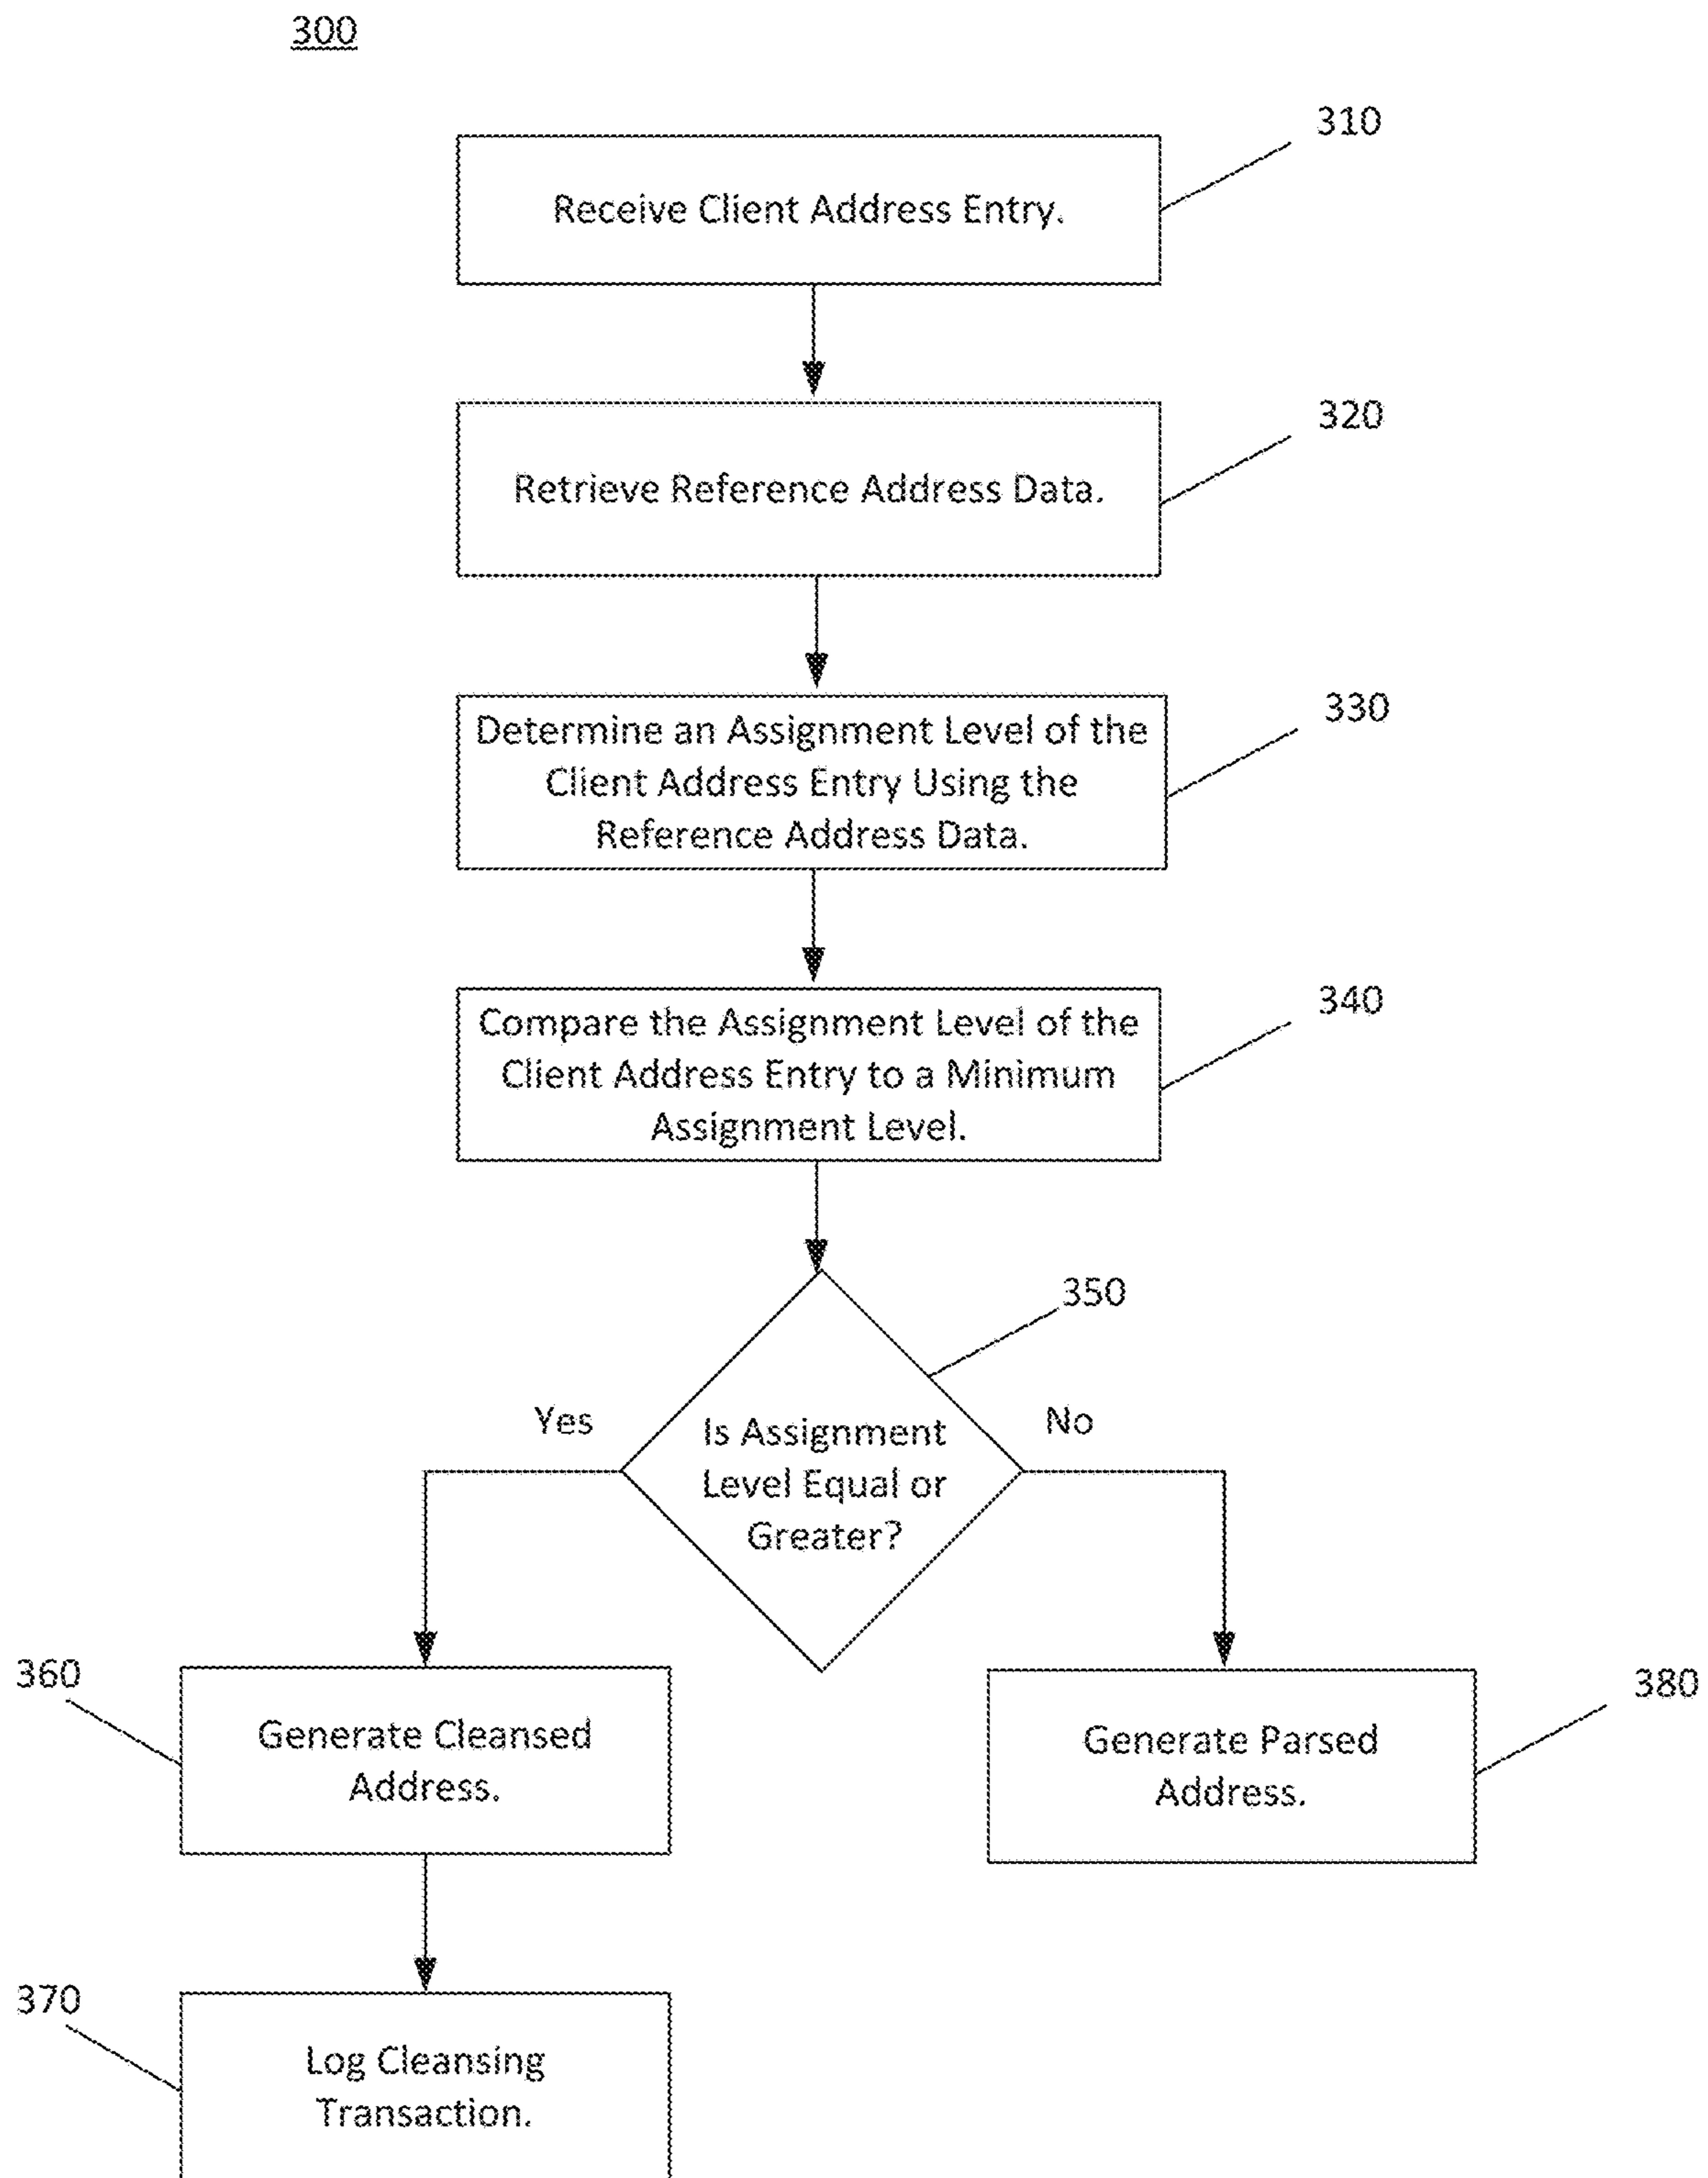 300
310
Receive Client Address Entry.
320
Retrieve Reference Address Data.
330
Determine an Assignment Level of the
Client Address Entry Using the
Reference Address Data.
340
Compare the Assignment Level of the
Client Address Entry to a Minimum
Assignment Level.
350
Yes
No
Is Assignment
Level Equal or
Greater?
360
Generate Cleansed
Address.
380
Generate Parsed
Address.
370
Log Cleansing
Transaction.